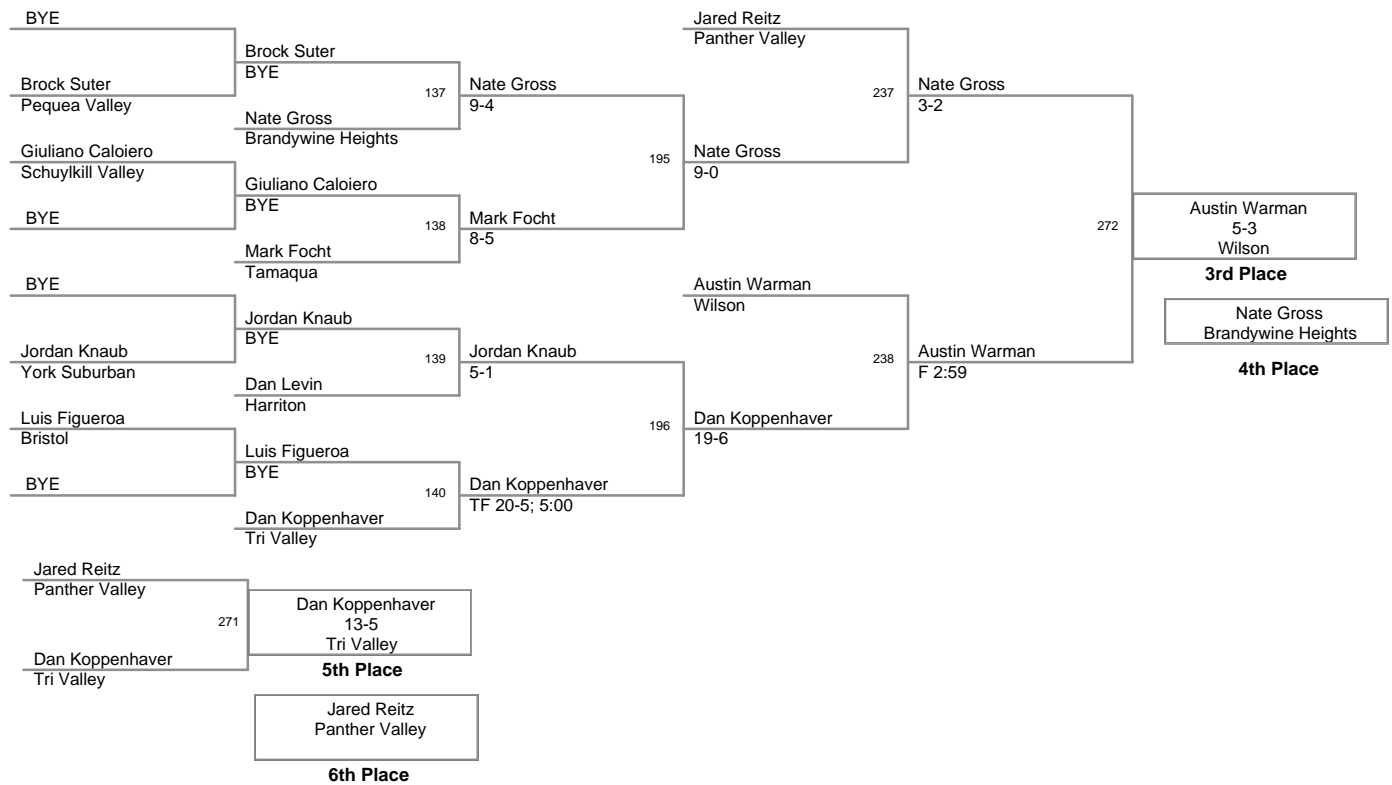 BYE
Brock Suter
Pequea Valley
Giuliano Caloiero
Schuylkill Valley
BYE
BYE
Jordan Knaub
York Suburban
Luis Figueroa
Bristol
BYE
Brock Suter
BYE
Nate Gross
Brandywine Heights
Giuliano Caloiero
BYE
Mark Focht
Tamaqua
Jordan Knaub
BYE
Dan Levin
Harriton
Luis Figueroa
BYE
Dan Koppenhaver
Tri Valley
137
138
139
140
Nate Gross
9-4
Mark Focht
8-5
Jordan Knaub
5-1
Dan Koppenhaver
TF 20-5; 5:00
195
196
Jared Reitz
Panther Valley
Nate Gross
9-0
Austin Warman
Wilson
Dan Koppenhaver
19-6
237
238
Nate Gross
3-2
Austin Warman
F 2:59
272
Austin Warman
5-3
Wilson
3rd Place
Nate Gross
Brandywine Heights
4th Place
Jared Reitz
Panther Valley
Dan Koppenhaver
Tri Valley
271
Dan Koppenhaver
13-5
Tri Valley
5th Place
Jared Reitz
Panther Valley
6th Place